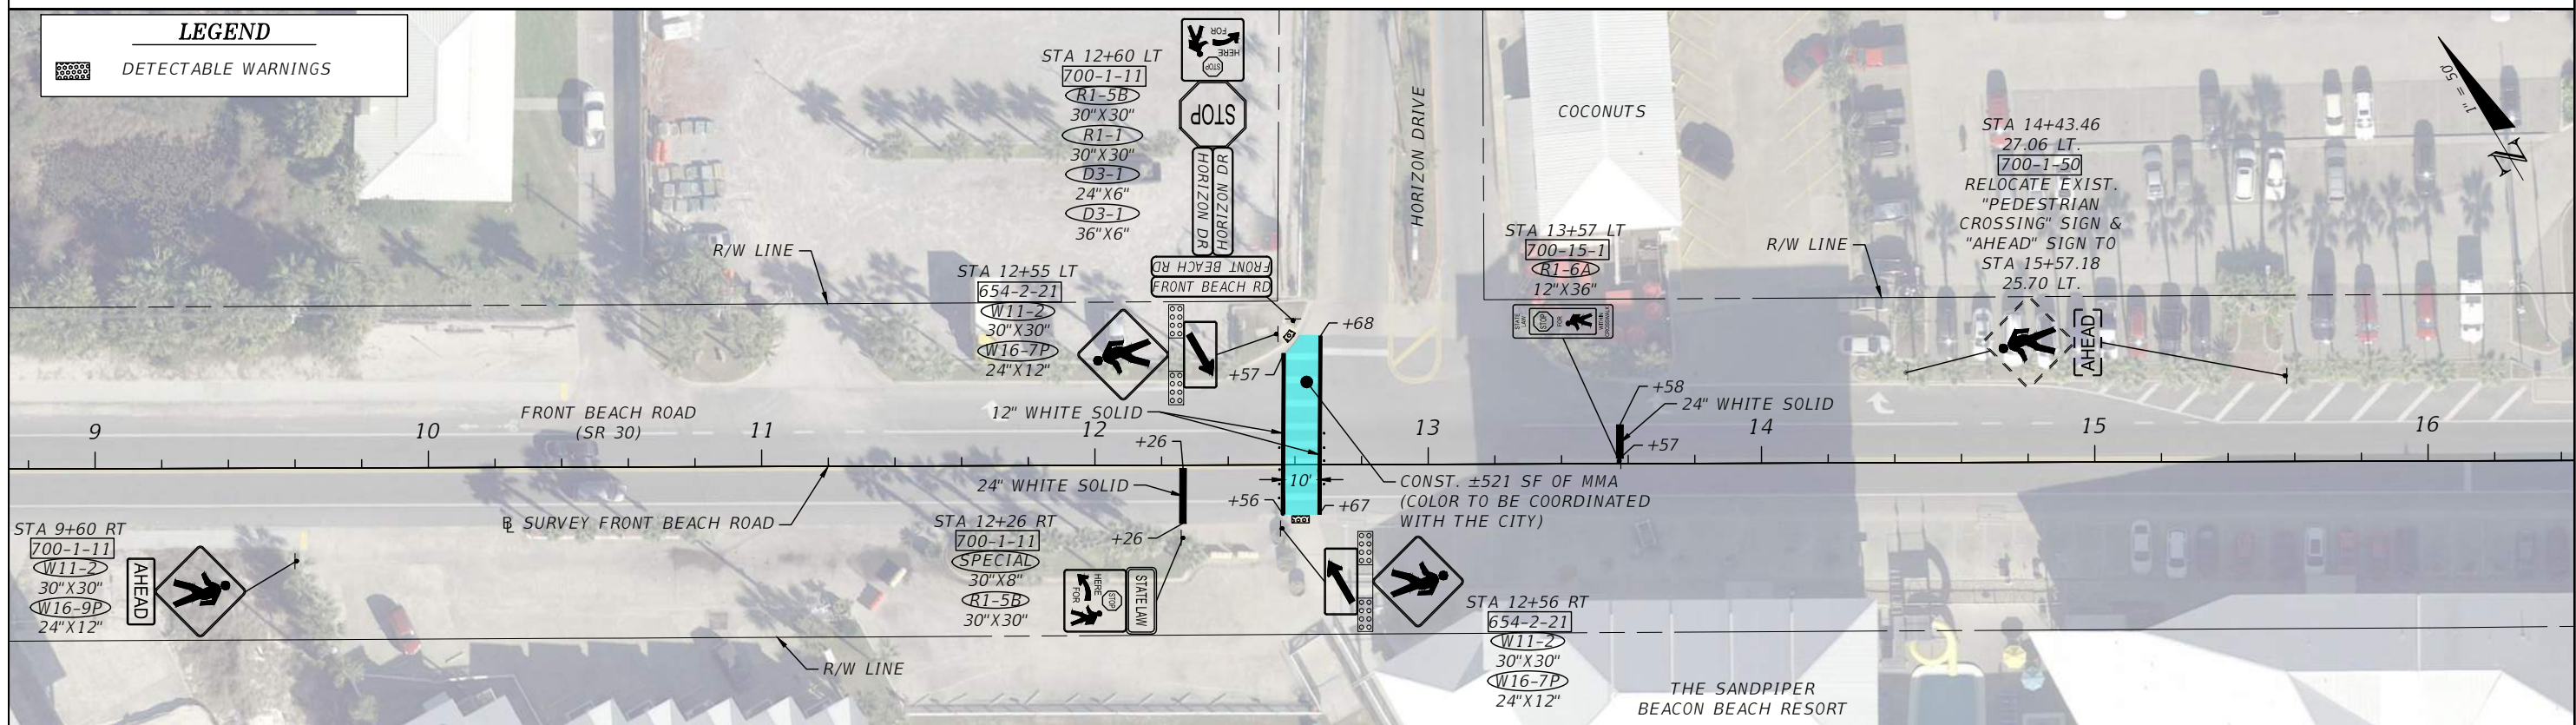 LEGEND
DETECTABLE WARNINGS
STA 12+60 LT
700-1-11
R1-5B
30"X30"
R1-1
30"X30"
D3-1
24"X6"
D3-1
36"X6"
HERE
FOR
STOP
STOP
HORIZON DR
HORIZON DR
FRONT BEACH RD
FRONT BEACH RD
HORIZON DRIVE
COCONUTS
1" = 50'
N
STA 14+43.46
27.06 LT.
700-1-50
RELOCATE EXIST.
"PEDESTRIAN
CROSSING" SIGN &
"AHEAD" SIGN TO
STA 15+57.18
25.70 LT.
AHEAD
R/W LINE
R/W LINE
STA 13+57 LT
700-15-1
R1-6A
12"X36"
STATE
LAW
STOP
FOR
WITHIN
CROSSWALK
STA 12+55 LT
654-2-21
W11-2
30"X30"
W16-7P
24"X12"
+68
+57
12" WHITE SOLID
+58
24" WHITE SOLID
+57
FRONT BEACH ROAD
(SR 30)
9
10
11
12
13
14
15
16
+26
24" WHITE SOLID
+26
10'
+56
+67
CONST. ±521 SF OF MMA
(COLOR TO BE COORDINATED
WITH THE CITY)
BL SURVEY FRONT BEACH ROAD
STA 9+60 RT
700-1-11
W11-2
30"X30"
W16-9P
24"X12"
AHEAD
STA 12+26 RT
700-1-11
SPECIAL
30"X8"
R1-5B
30"X30"
HERE
FOR
STOP
STATE LAW
STA 12+56 RT
654-2-21
W11-2
30"X30"
W16-7P
24"X12"
R/W LINE
THE SANDPIPER
BEACON BEACH RESORT